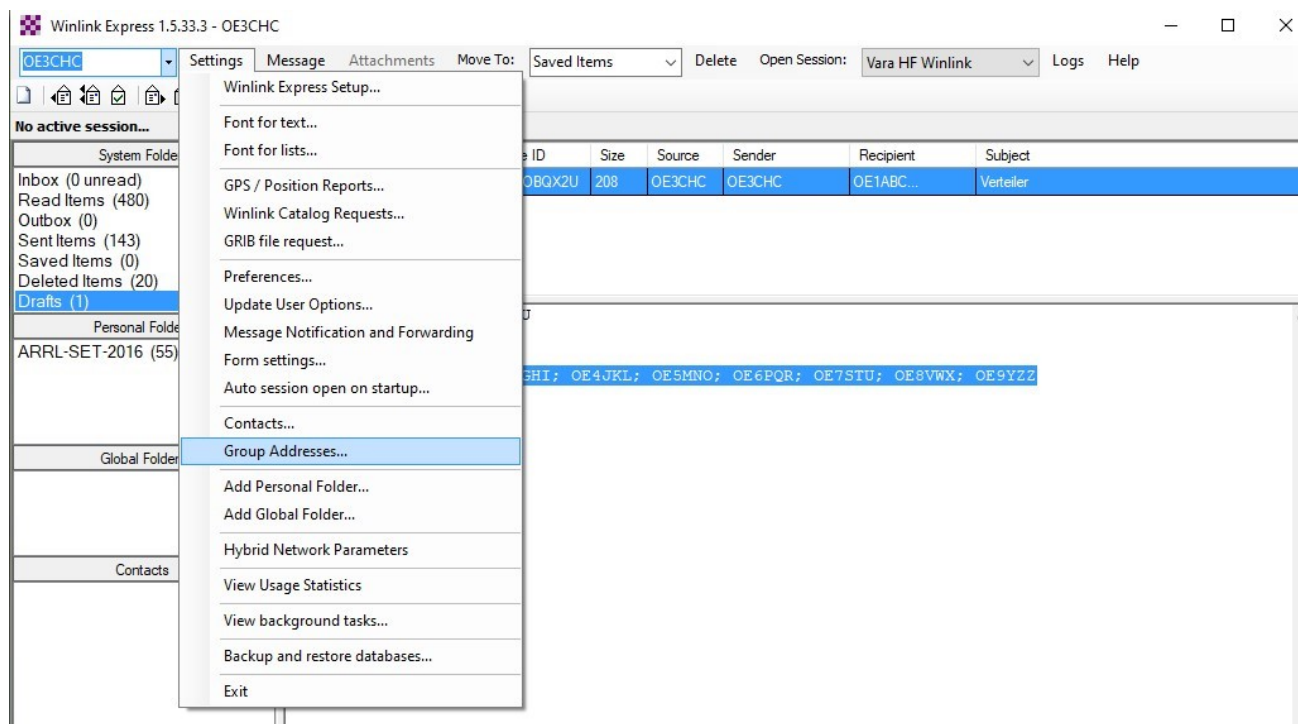 Winlink Express 1.5.33.3 - OE3CHC
OE3CHC Settings Message Attachments Move To: Saved Items Delete Open Session: Vara HF Winlink Logs Help
No active session...
Winlink Express Setup...
Font for text...
Font for lists...
GPS / Position Reports...
Winlink Catalog Requests...
GRIB file request...
Preferences...
Update User Options...
Message Notification and Forwarding
Form settings...
Auto session open on startup...
Contacts...
Group Addresses...
Add Personal Folder...
Add Global Folder...
Hybrid Network Parameters
View Usage Statistics
View background tasks...
Backup and restore databases...
Exit
System Folde
Inbox (0 unread)
Read Items (480)
Outbox (0)
Sent Items (143)
Saved Items (0)
Deleted Items (20)
Drafts (1)
Personal Folde
ARRL-SET-2016 (55)
Global Folder
Contacts
ID Size Source Sender Recipient Subject
OBQX2U 208 OE3CHC OE3CHC OE1ABC... Verteiler
GHI; OE4JKL; OE5MNO; OE6PQR; OE7STU; OE8VWX; OE9YZZ